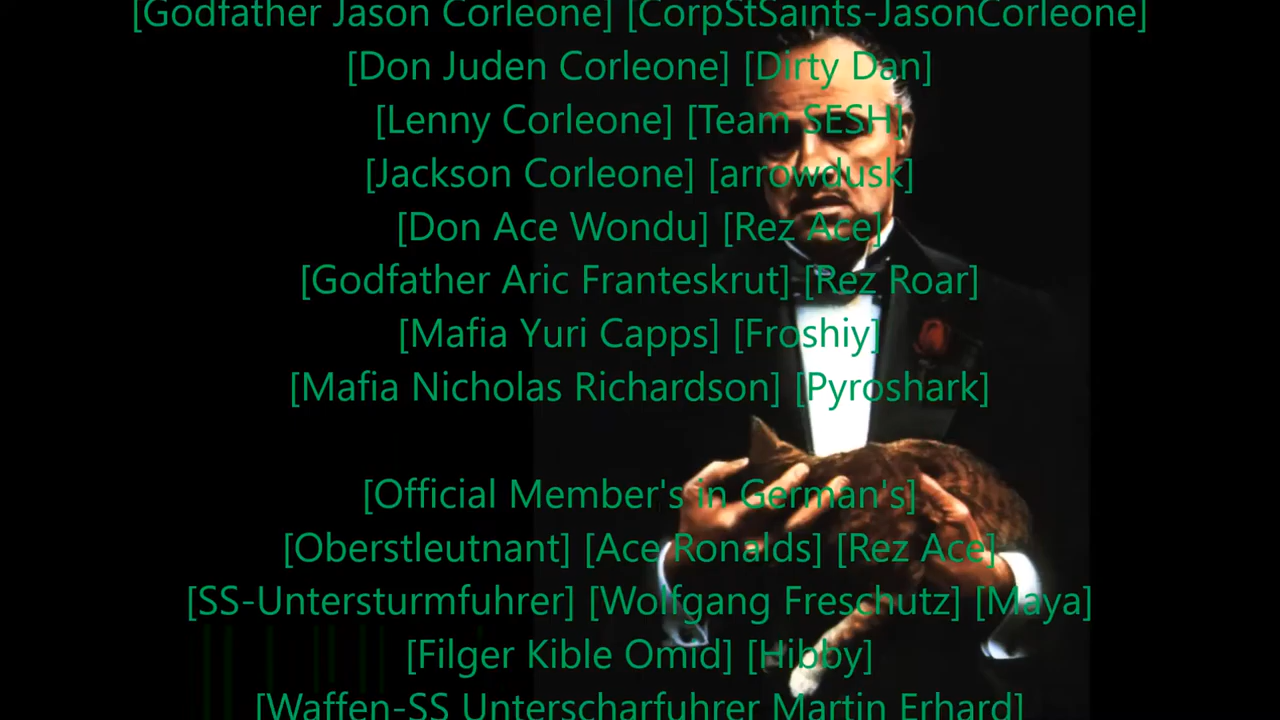 [Godfather Jason Corleone] [CorpStSaints-JasonCorleone]
[Don Juden Corleone] [Dirty Dan]
[Lenny Corleone] [Team SESH]
[Jackson Corleone] [arrowdusk]
[Don Ace Wondu] [Rez Ace]
[Godfather Aric Franteskrut] [Rez Roar]
[Mafia Yuri Capps] [Froshiy]
[Mafia Nicholas Richardson] [Pyroshark]
[Official Member's in German's]
[Oberstleutnant] [Ace Ronalds] [Rez Ace]
[SS-Untersturmfuhrer] [Wolfgang Freschutz] [Maya]
[Filger Kible Omid] [Hibby]
[Waffen-SS Unterscharfuhrer Martin Erhard]